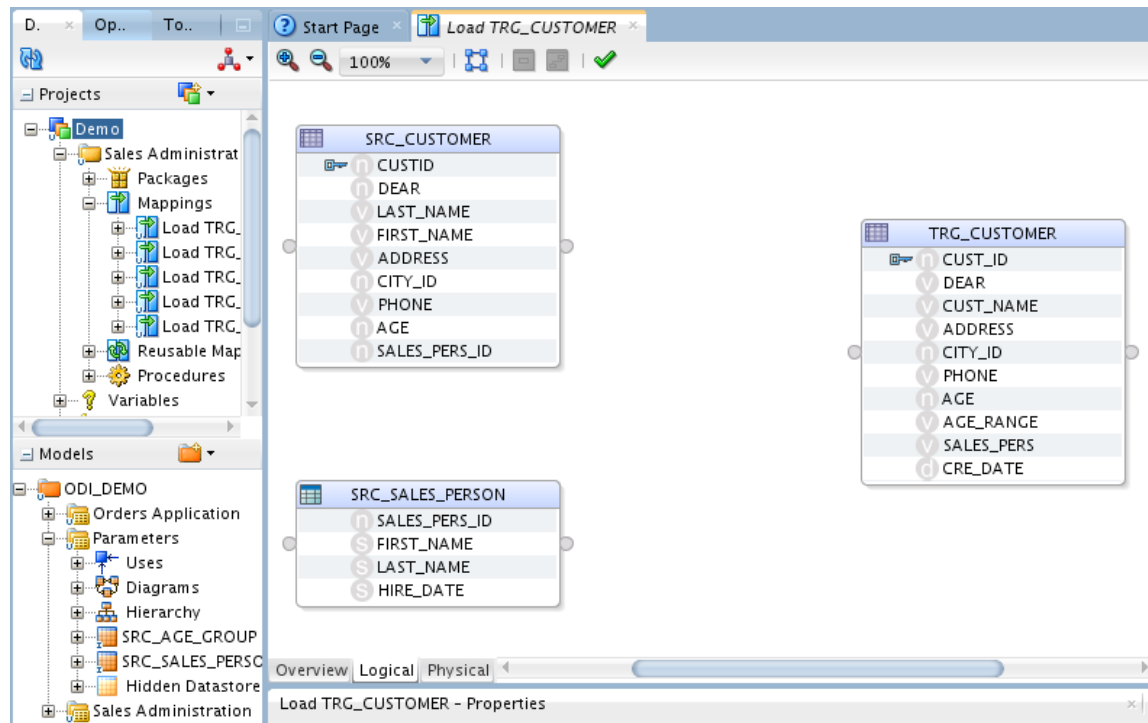 D.
Op..
To..
Projects
Demo
Sales Administrat
Packages
Mappings
Load TRG_
Load TRG_
Load TRG_
Load TRG_
Load TRG_
Reusable Map
Procedures
Variables
Models
ODI_DEMO
Orders Application
Parameters
Uses
Diagrams
Hierarchy
SRC_AGE_GROUP
SRC_SALES_PERSO
Hidden Datastore
Sales Administration
Start Page
Load TRG_CUSTOMER
100%
SRC_CUSTOMER
n CUSTID
n DEAR
v LAST_NAME
v FIRST_NAME
v ADDRESS
n CITY_ID
v PHONE
n AGE
n SALES_PERS_ID
SRC_SALES_PERSON
n SALES_PERS_ID
S FIRST_NAME
S LAST_NAME
S HIRE_DATE
TRG_CUSTOMER
n CUST_ID
v DEAR
v CUST_NAME
v ADDRESS
n CITY_ID
v PHONE
n AGE
v AGE_RANGE
v SALES_PERS
d CRE_DATE
Overview Logical Physical
Load TRG_CUSTOMER - Properties